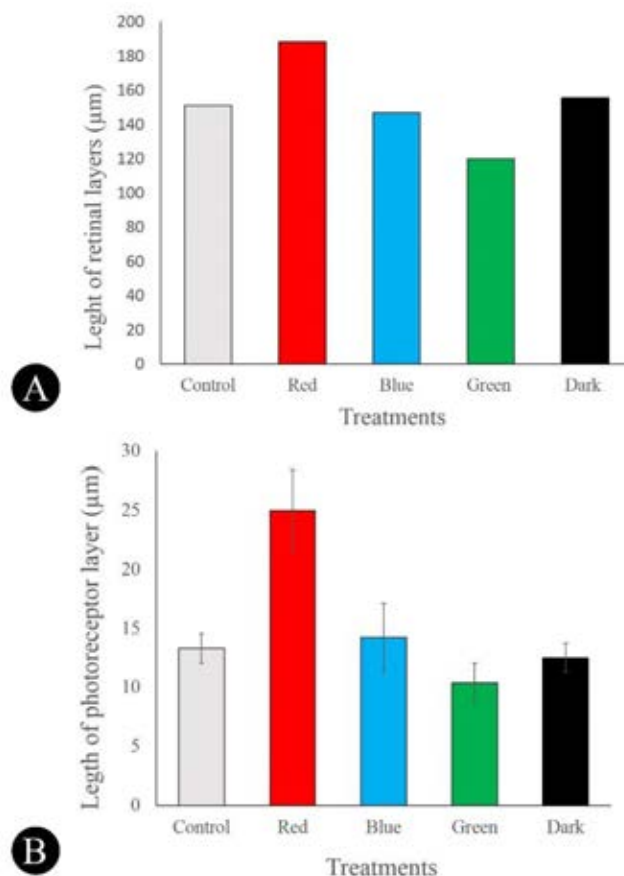 200
180
160
140
120
100
80
60
40
20
0
Leght of retinal layers (µm)
Control Red Blue Green Dark
Treatments
A
30
25
20
15
10
5
0
Legth of photoreceptor layer (µm)
Control Red Blue Green Dark
Treatments
B